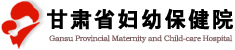 甘肃省妇幼保健院
Gansu Provincial Maternity and Child-care Hospital